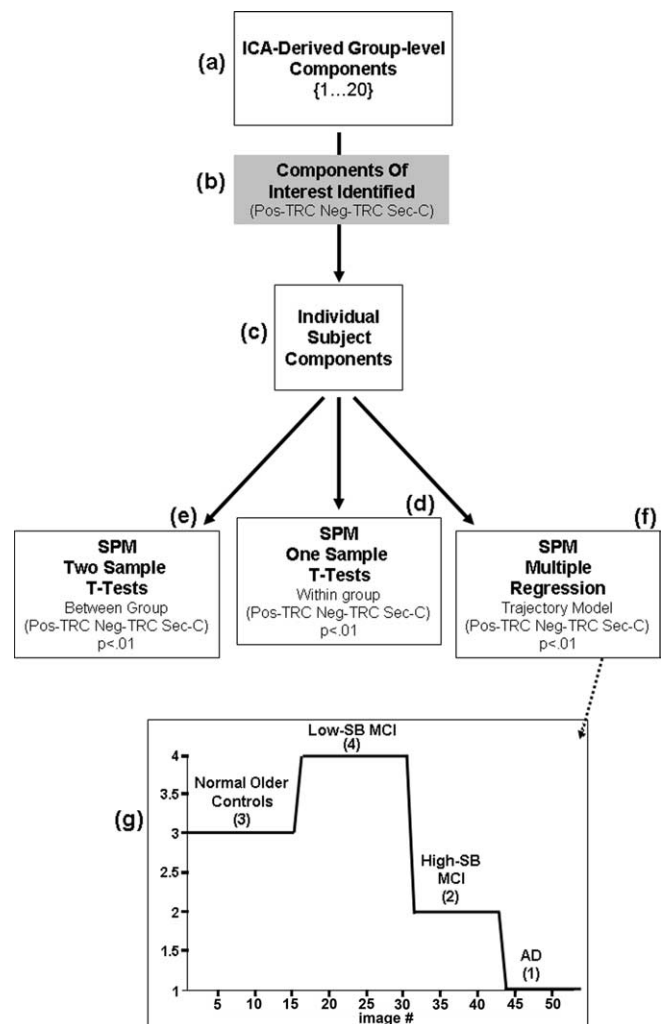 (a)
ICA-Derived Group-level
Components
{1...20}
(b)
Components Of
Interest Identified
(Pos-TRC Neg-TRC Sec-C)
(c)
Individual
Subject
Components
(e)
SPM
Two Sample
T-Tests
Between Group
(Pos-TRC Neg-TRC Sec-C)
p<.01
(d)
SPM
One Sample
T-Tests
Within group
(Pos-TRC Neg-TRC Sec-C)
p<.01
(f)
SPM
Multiple
Regression
Trajectory Model
(Pos-TRC Neg-TRC Sec-C)
p<.01
(g)
Low-SB MCI
(4)
Normal Older
Controls
(3)
High-SB
MCI
(2)
AD
(1)
4
3.5
3
2.5
2
1.5
1
5 10 15 20 25 30 35 40 45 50
image #